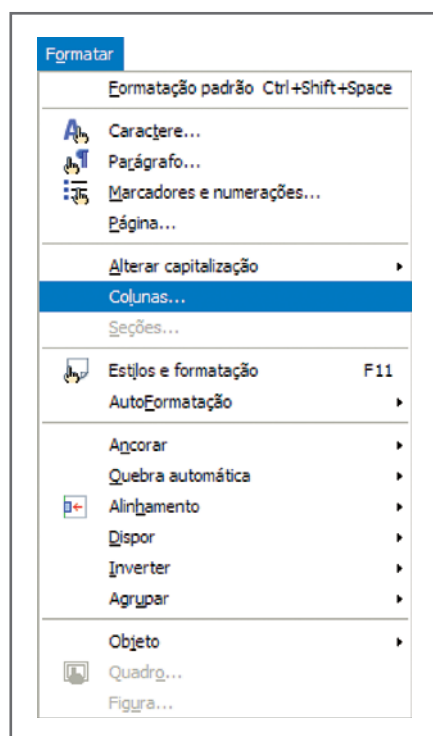 Formatar
Formatação padrão Ctrl+Shift+Space
Caractere...
Parágrafo...
Marcadores e numerações...
Página...
Alterar capitalização
Colunas...
Seções...
Estilos e formatação F11
AutoFormatação
Ancorar
Quebra automática
Alinhamento
Dispor
Inverter
Agrupar
Objeto
Quadro...
Figura...